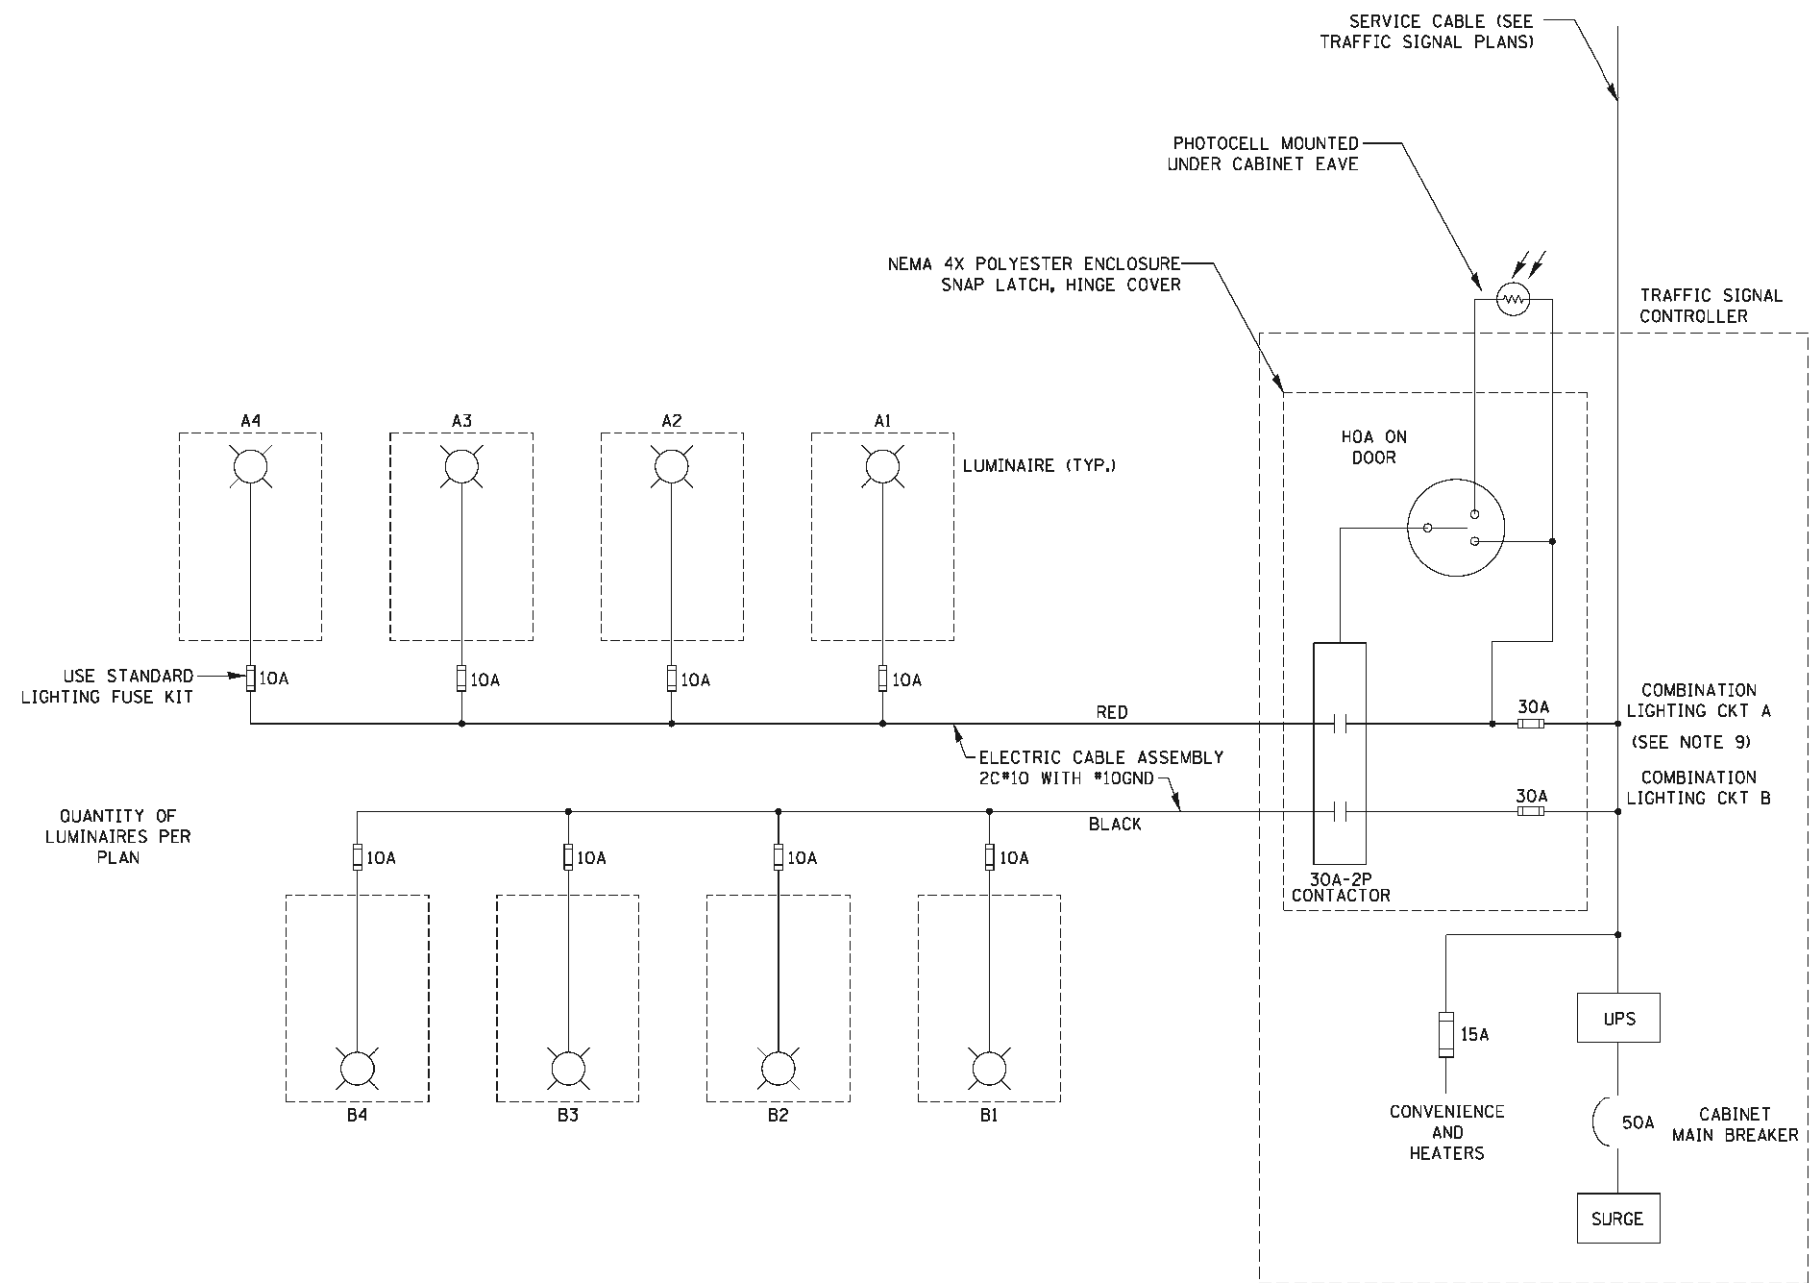 SERVICE CABLE (SEE
TRAFFIC SIGNAL PLANS)
PHOTOCELL MOUNTED
UNDER CABINET EAVE
NEMA 4X POLYESTER ENCLOSURE
SNAP LATCH, HINGE COVER
TRAFFIC SIGNAL
CONTROLLER
A4
A3
A2
A1
LUMINAIRE (TYP.)
HOA ON
DOOR
USE STANDARD
LIGHTING FUSE KIT
10A
10A
10A
10A
RED
30A
COMBINATION
LIGHTING CKT A
(SEE NOTE 9)
ELECTRIC CABLE ASSEMBLY
2C#10 WITH #10GND
COMBINATION
LIGHTING CKT B
30A
BLACK
QUANTITY OF
LUMINAIRES PER
PLAN
10A
10A
10A
10A
30A-2P
CONTACTOR
B4
B3
B2
B1
15A
UPS
CONVENIENCE
AND
HEATERS
50A
CABINET
MAIN BREAKER
SURGE